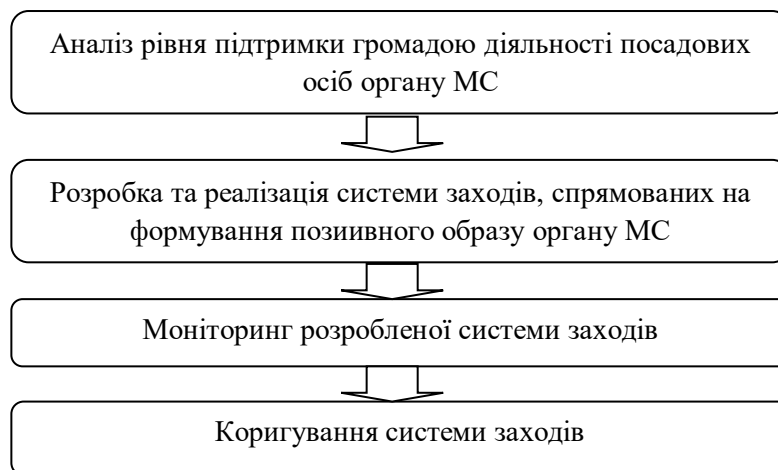 Аналіз рівня підтримки громадою діяльності посадових
осіб органу МС
Розробка та реалізація системи заходів, спрямованих на
формування позиивного образу органу МС
Моніторинг розробленої системи заходів
Коригування системи заходів